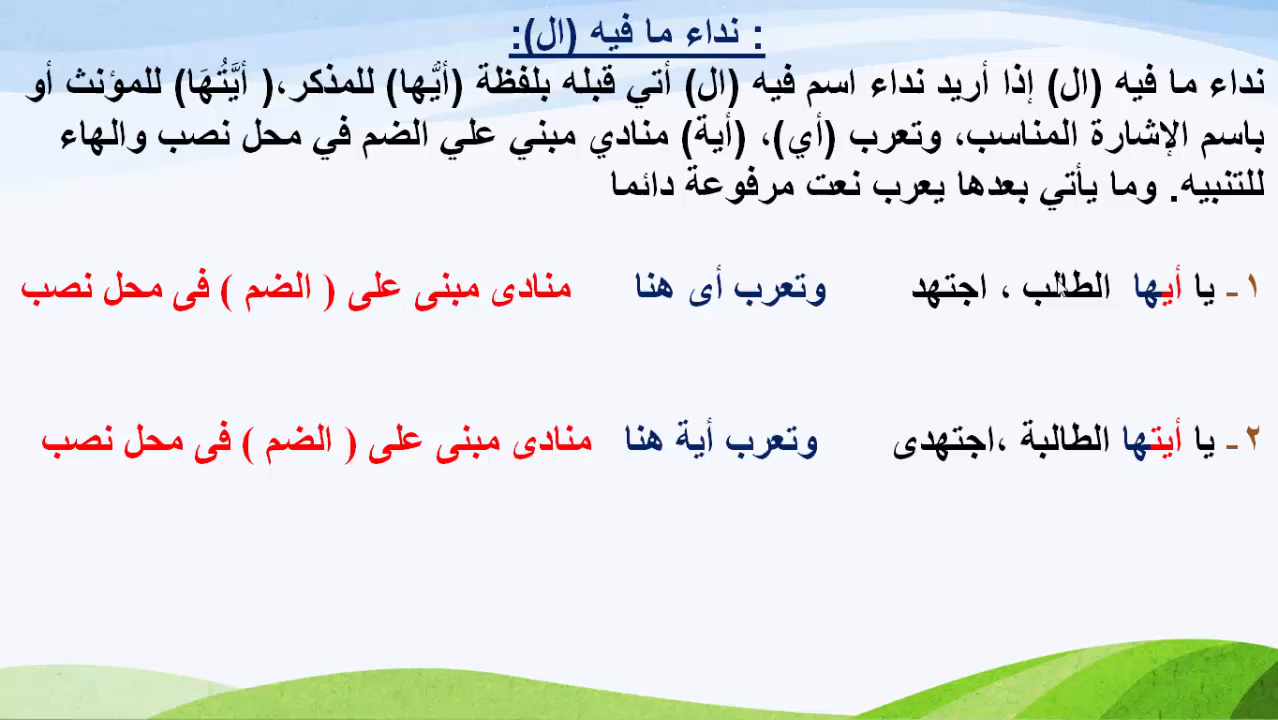 : نداء ما فيه (ال):
نداء ما فيه (ال) إذا أريد نداء اسم فيه (ال) أتي قبله بلفظة (أيَّها) للمذكر،( أيَّتُهَا) للمؤنث أو
باسم الإشارة المناسب، وتعرب (أي)، (أية) منادي مبني علي الضم في محل نصب والهاء
للتنبيه. وما يأتي بعدها يعرب نعت مرفوعة دائما
١- يا أيها الطالب ، اجتهد وتعرب أى هنا منادى مبنى على ( الضم ) فى محل نصب
٢- يا أيتها الطالبة ،اجتهدى وتعرب أية هنا منادى مبنى على ( الضم ) فى محل نصب